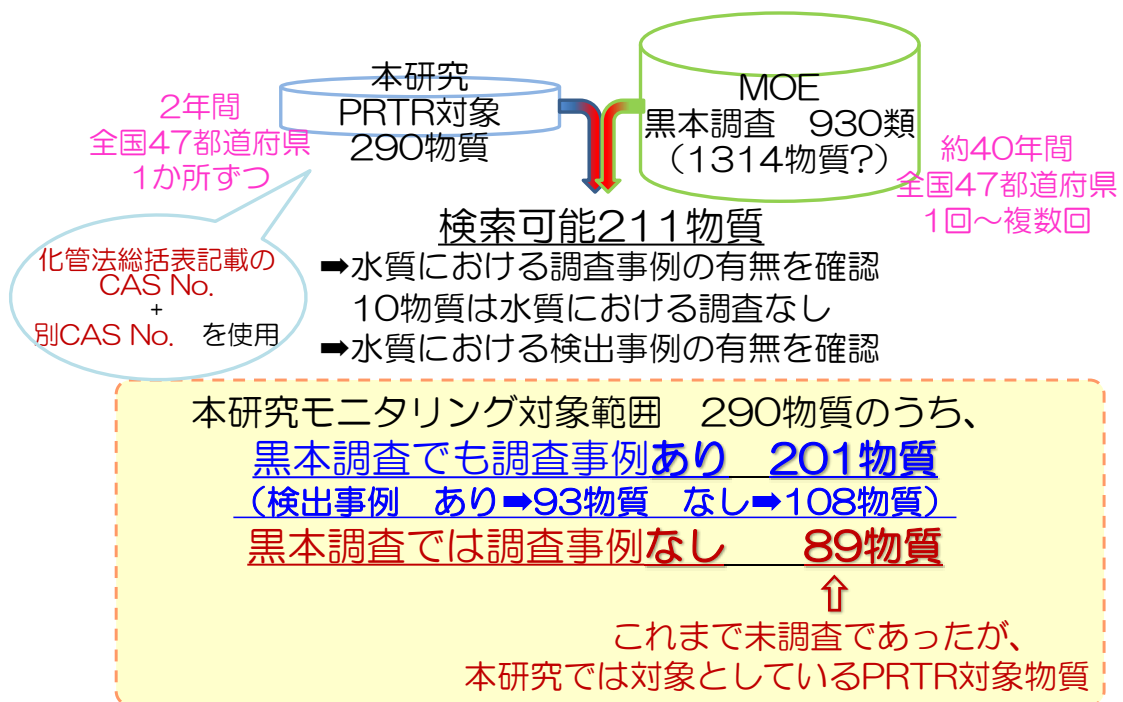 本研究
PRTR対象
290物質
2年間
全国47都道府県
1か所ずつ
MOE
黒本調査　930類
（1314物質?）
約40年間
全国47都道府県
1回～複数回
化管法総括表記載の
CAS No.
+
別CAS No.　を使用
検索可能211物質
➡水質における調査事例の有無を確認
10物質は水質における調査なし
➡水質における検出事例の有無を確認
本研究モニタリング対象範囲　290物質のうち、
黒本調査でも調査事例あり　201物質
（検出事例　あり➡93物質　なし➡108物質）
黒本調査では調査事例なし　　89物質
⇧
これまで未調査であったが、
本研究では対象としているPRTR対象物質